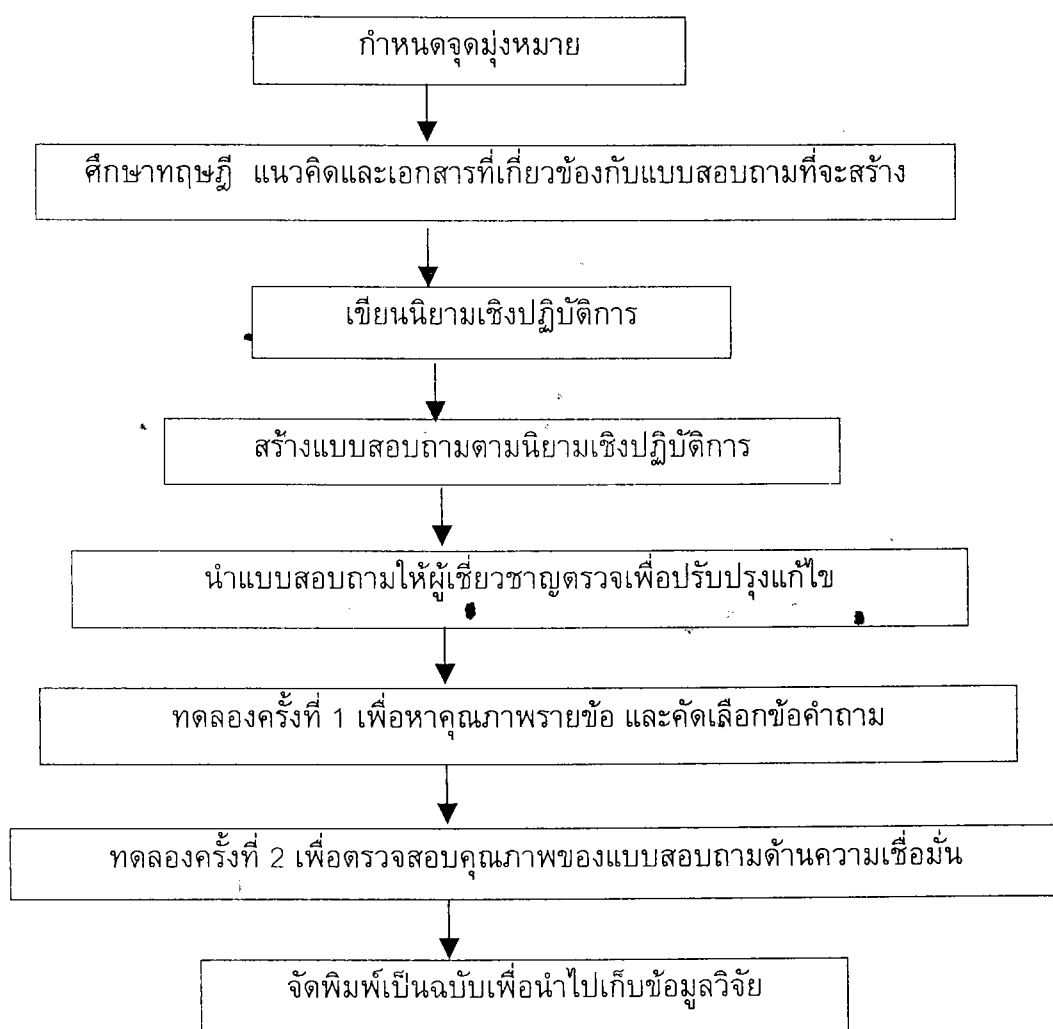 กำหนดจุดมุ่งหมาย
ศึกษาทฤษฎี แนวคิดและเอกสารที่เกี่ยวข้องกับแบบสอบถามที่จะสร้าง
เขียนนิยามเชิงปฏิบัติการ
สร้างแบบสอบถามตามนิยามเชิงปฏิบัติการ
นำแบบสอบถามให้ผู้เชี่ยวชาญตรวจเพื่อปรับปรุงแก้ไข
ทดลองครั้งที่ 1 เพื่อหาคุณภาพรายข้อ และคัดเลือกข้อคำถาม
ทดลองครั้งที่ 2 เพื่อตรวจสอบคุณภาพของแบบสอบถามด้านความเชื่อมั่น
จัดพิมพ์เป็นฉบับเพื่อนำไปเก็บข้อมูลวิจัย